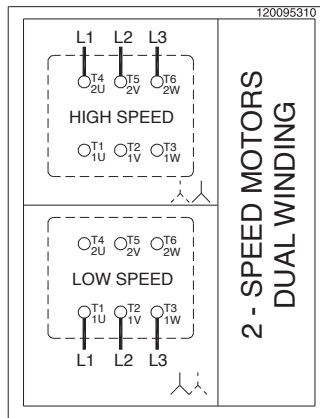 120095310
L1 L2 L3
T4 T5 T6
2U 2V 2W
HIGH SPEED
T1 T2 T3
1U 1V 1W
T4 T5 T6
2U 2V 2W
LOW SPEED
T1 T2 T3
1U 1V 1W
L1 L2 L3
2 - SPEED MOTORS
DUAL WINDING